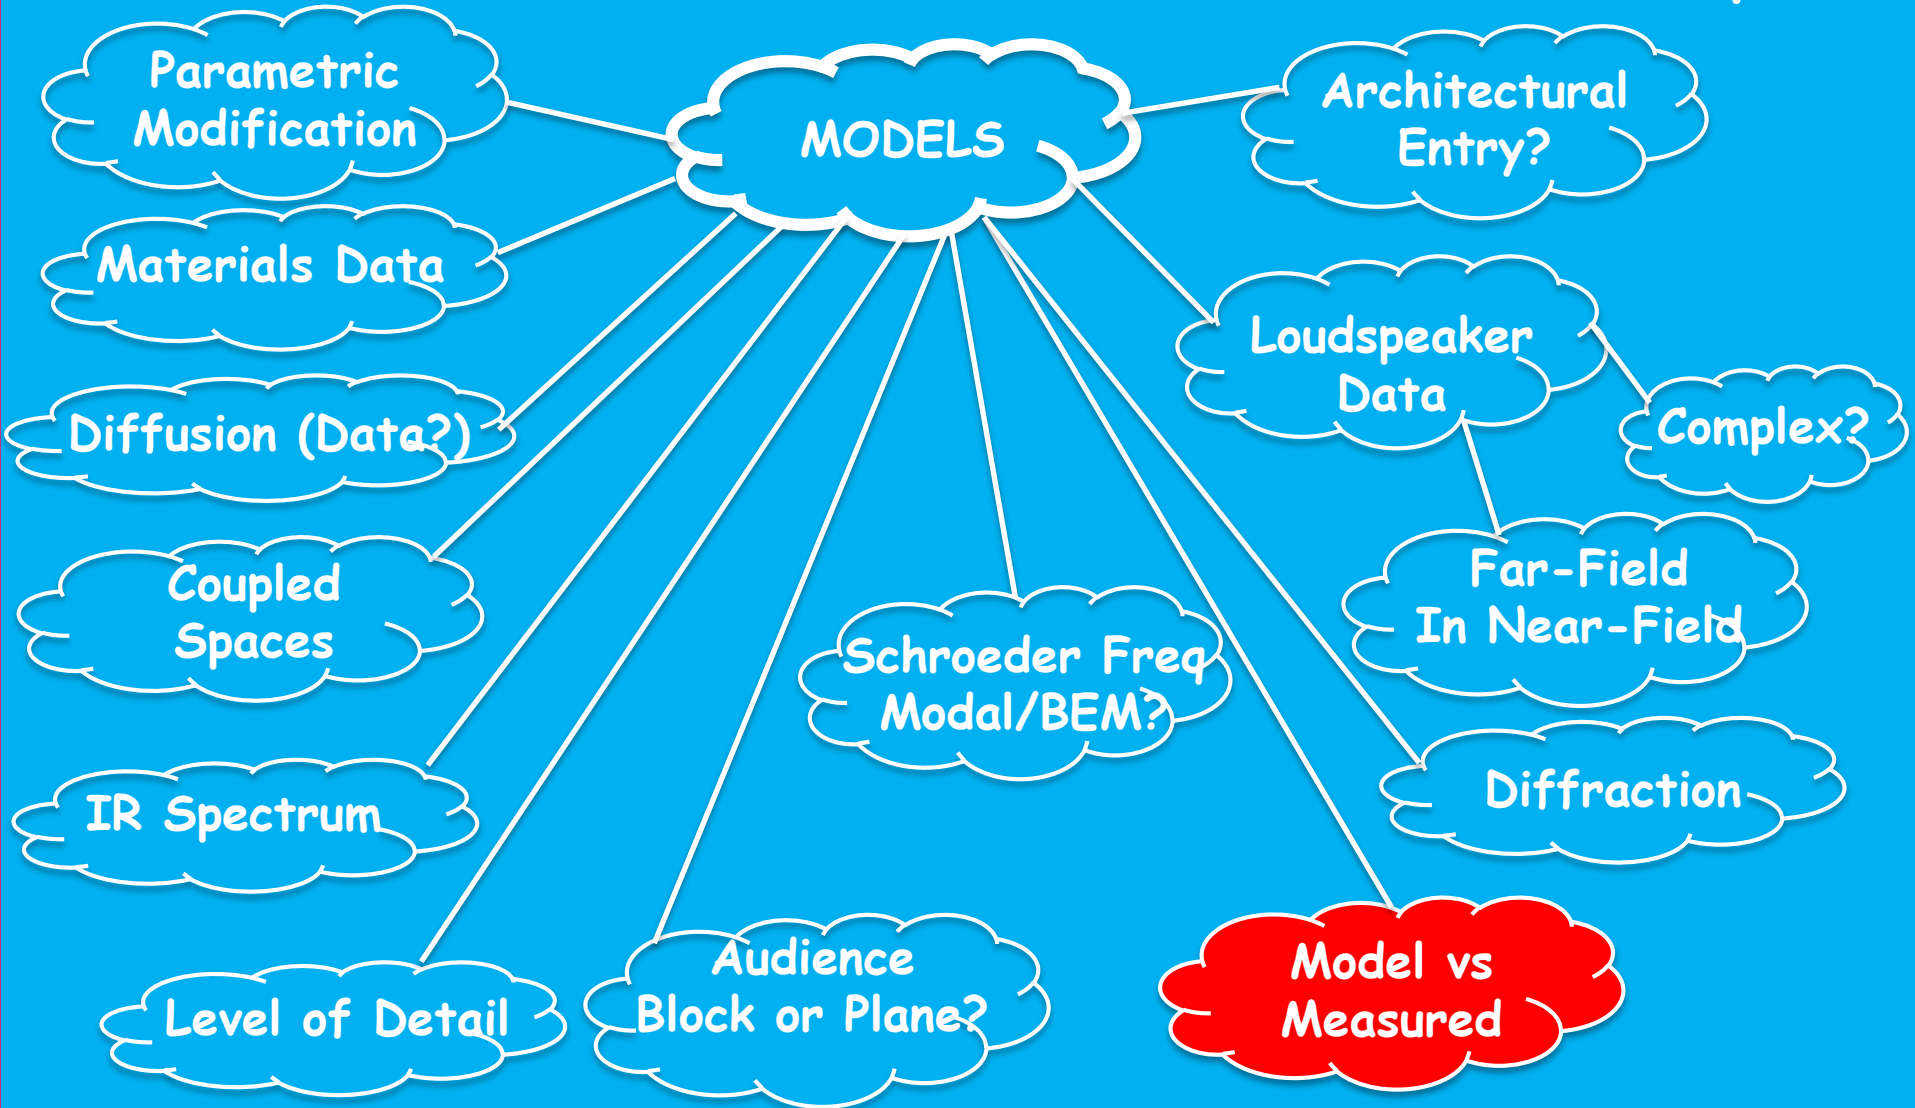 MODELS
Parametric
Modification
Materials Data
Diffusion (Data?)
Coupled
Spaces
IR Spectrum
Level of Detail
Audience
Block or Plane?
Schroeder Freq
Modal/BEM?
Model vs
Measured
Diffraction
Architectural
Entry?
Loudspeaker
Data
Complex?
Far-Field
In Near-Field